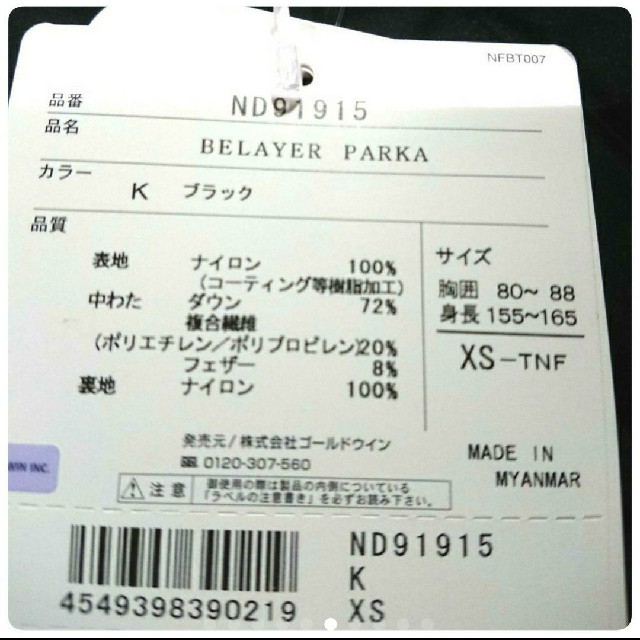 NFBT007
品番 ND91915
品名
BELAYER PARKA
カラー
K ブラック
品質
表地 ナイロン 100%
(コーティング等樹脂加工)
中わた ダウン 72%
複合繊維
(ポリエチレン/ポリプロピレン)20%
フェザー 8%
裏地 ナイロン 100%
サイズ
胸囲 80~ 88
身長 155~165
XS-TNF
発売元/株式会社ゴールドウイン
0120-307-560
MADE IN
MYANMAR
WIN INC.
注意
御使用の際は製品の内側についている
「ラベルの注意書き」を必ずお読み下さい。
ND91915
K
XS
4549398390219